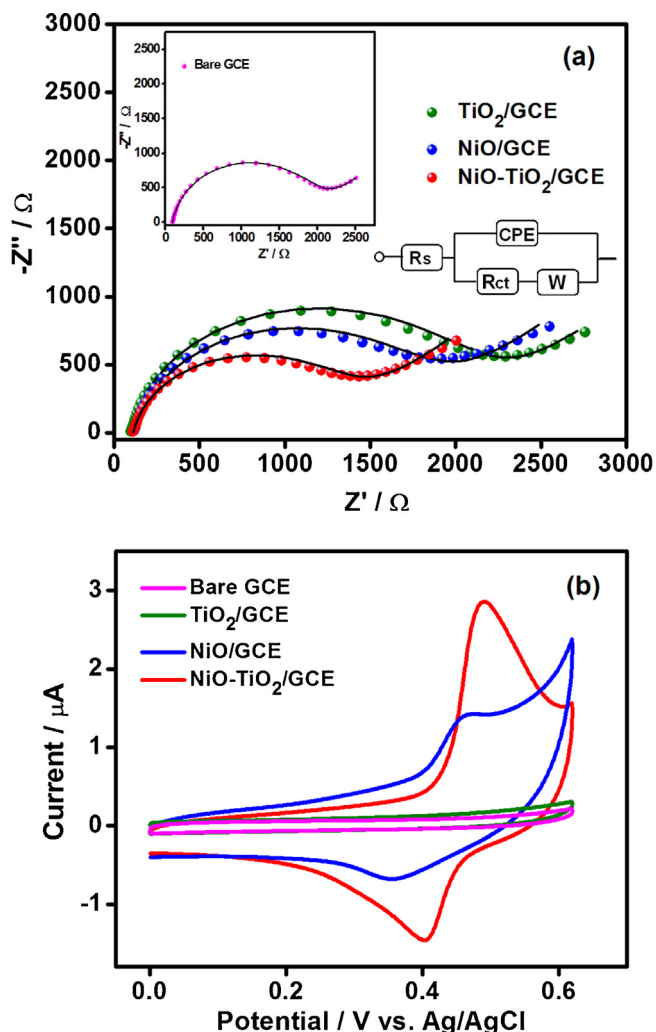 -Z" / Ω
3000
2500
2000
1500
1000
500
0
0 500 1000 1500 2000 2500 3000
Z' / Ω
(a)
TiO2/GCE
NiO/GCE
NiO-TiO2/GCE
Rs
CPE
Rct
W
Bare GCE
-Z" / Ω
2500
2000
1500
1000
500
0
0 500 1000 1500 2000 2500
Z' / Ω
(b)
Bare GCE
TiO2/GCE
NiO/GCE
NiO-TiO2/GCE
Current / μA
3
2
1
0
-1
0.0 0.2 0.4 0.6
Potential / V vs. Ag/AgCl